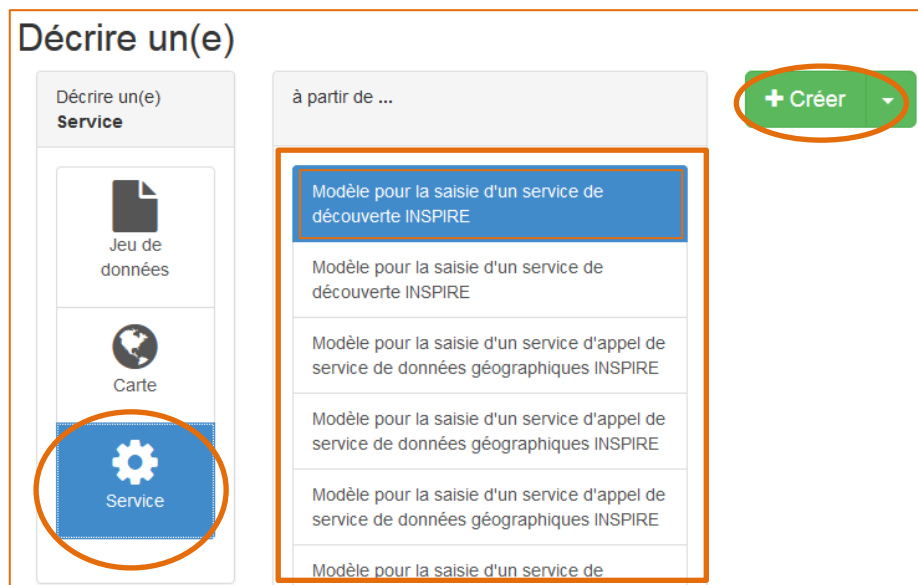 Décrire un(e)
Décrire un(e)
Service
Jeu de
données
Carte
Service
à partir de ...
Modèle pour la saisie d'un service de
découverte INSPIRE
Modèle pour la saisie d'un service de
découverte INSPIRE
Modèle pour la saisie d'un service d'appel de
service de données géographiques INSPIRE
Modèle pour la saisie d'un service d'appel de
service de données géographiques INSPIRE
Modèle pour la saisie d'un service d'appel de
service de données géographiques INSPIRE
Modèle pour la saisie d'un service de
+ Créer